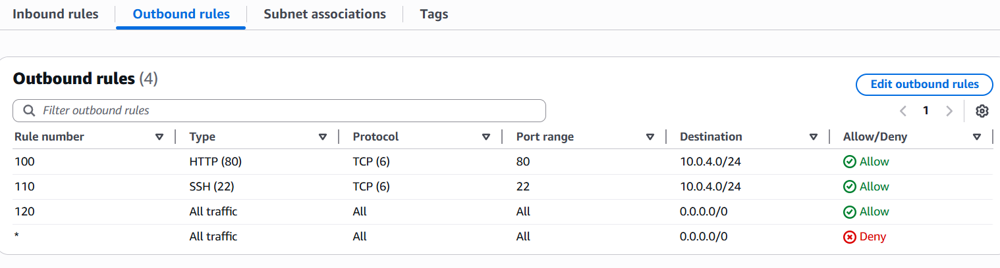 Inbound rules Outbound rules Subnet associations Tags
Outbound rules (4)
Edit outbound rules
Filter outbound rules
1
Rule number Type Protocol Port range Destination Allow/Deny
100 HTTP (80) TCP (6) 80 10.0.4.0/24 Allow
110 SSH (22) TCP (6) 22 10.0.4.0/24 Allow
120 All traffic All All 0.0.0.0/0 Allow
* All traffic All All 0.0.0.0/0 Deny